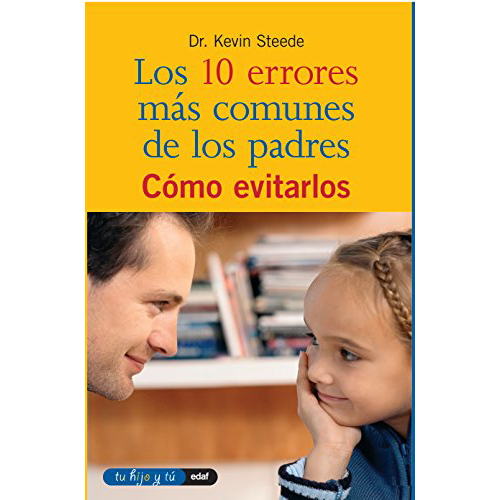 Dr. Kevin Steede
Los 10 errores
más comunes
de los padres
Cómo evitarlos
tu hijo y tú edaf